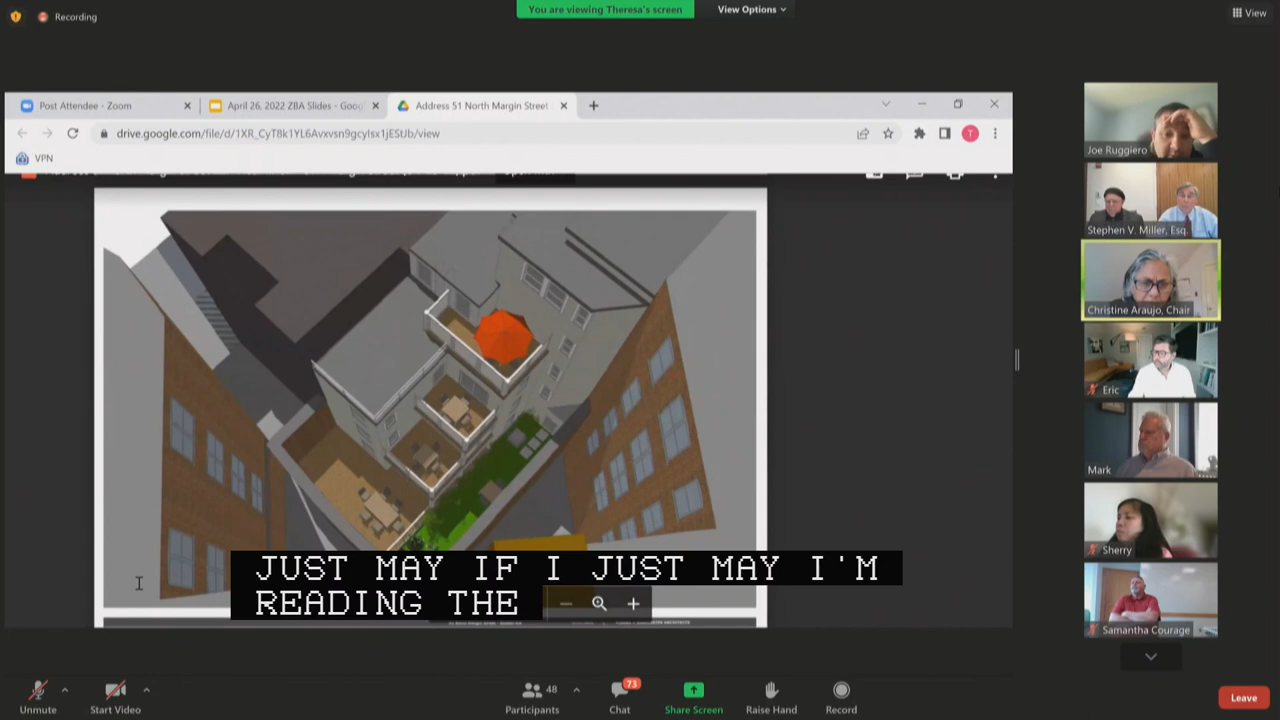 Recording
You are viewing Theresa's screen
View Options
View
Post Attendee - Zoom
April 26, 2022 ZBA Slides - Goog
Address 51 North Margin Street
drive.google.com/file/d/1XR_CyT8k1YL6Avxvsn9gcyIsx1jESUb/view
T
VPN
Joe Ruggiero
Stephen V. Miller, Esq.
Christine Araujo, Chair
Eric
Mark
Sherry
Samantha Courage
JUST MAY IF I JUST MAY I'M
READING THE
Unmute
Start Video
48
Participants
73
Chat
Share Screen
Raise Hand
Record
Leave